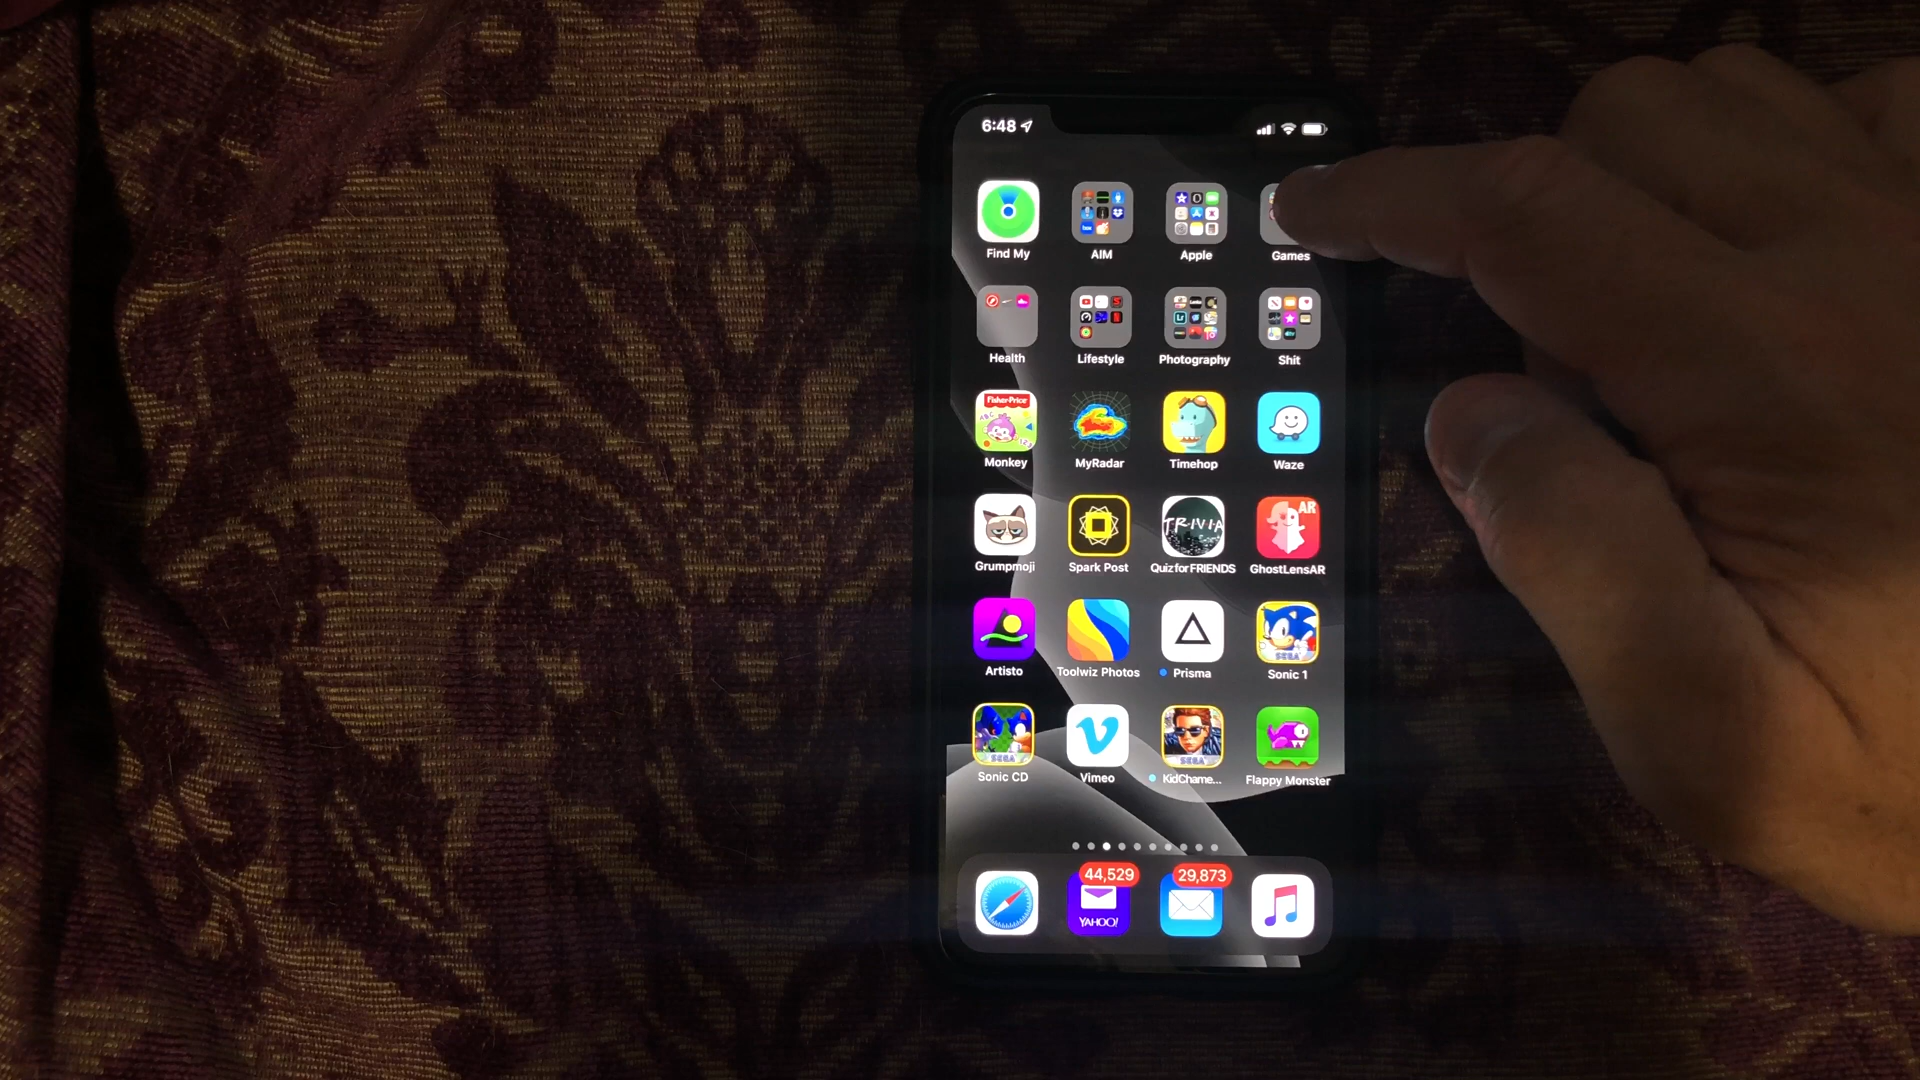 6:48
Find My AIM Apple Games
Health Lifestyle Photography Shit
Fisher-Price
ABC
123
Monkey MyRadar Timehop Waze
TRIVIA
AR
Grumpmoji Spark Post QuizforFRIENDS GhostLensAR
SEGA
Artisto Toolwiz Photos Prisma Sonic 1
SEGA SEGA
Sonic CD Vimeo KidChame... Flappy Monster
44,529 29,873
YAHOO!